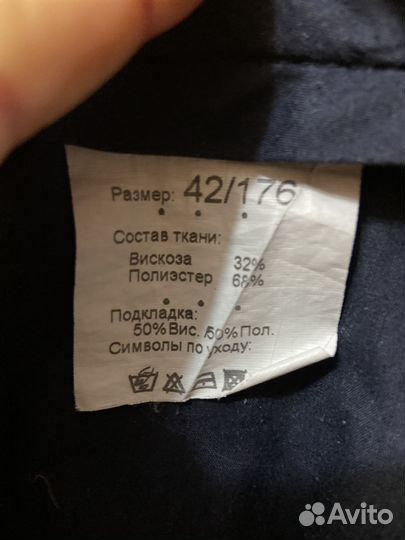 Размер: 42/176
Состав ткани:
Вискоза 32%
Полиэстер 68%
Подкладка:
50% Вис. /50% Пол.
Символы по уходу:
Avito